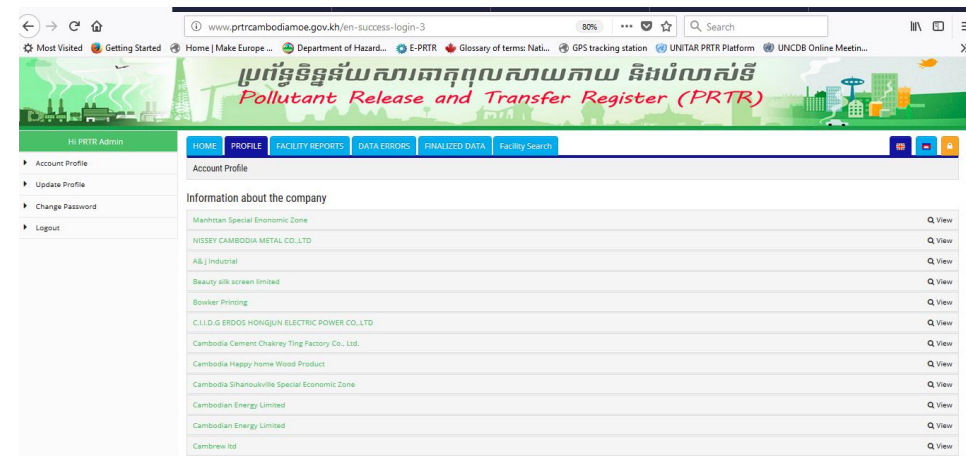 www.prtrcambodiamoe.gov.kh/en-success-login-3
80%
Search
Most Visited Getting Started Home | Make Europe ... Department of Hazard... E-PRTR Glossary of terms: Nati... GPS tracking station UNITAR PRTR Platform UNCDB Online Meetin...
ប្រព័ន្ធទិន្នន័យសារធាតុពុលសាយភាយ និងបំលាស់ទី
Pollutant Release and Transfer Register (PRTR)
Hi PRTR Admin
HOME PROFILE FACILITY REPORTS DATA ERRORS FINALIZED DATA Facility Search
Account Profile
Update Profile
Change Password
Logout
Account Profile
Information about the company
Manhttan Special Enonomic Zone View
NISSEY CAMBODIA METAL CO.,LTD View
A& J Indutrial View
Beauty silk screen limited View
Bowker Printing View
C.I.I.D.G ERDOS HONGJUN ELECTRIC POWER CO.,LTD View
Cambodia Cement Chakrey Ting Factory Co., Ltd. View
Cambodia Happy home Wood Product View
Cambodia Sihanoukville Special Economic Zone View
Cambodian Energy Limited View
Cambodian Energy Limited View
Cambrew ltd View